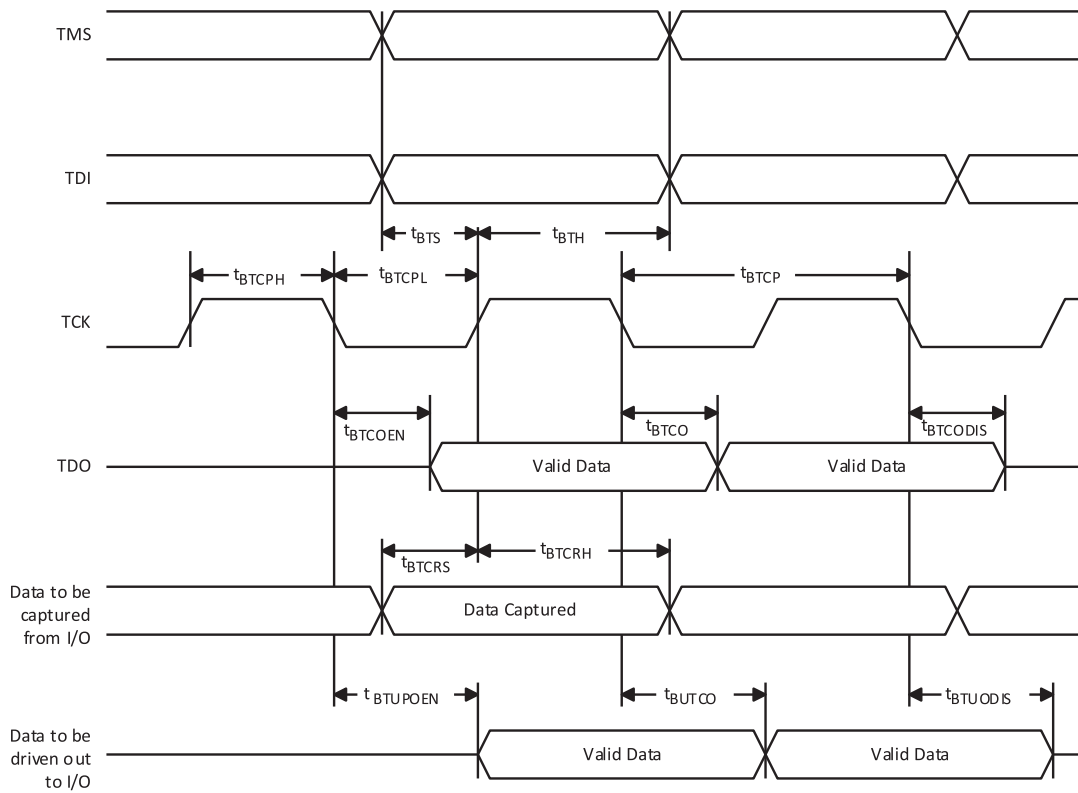 TMS
TDI
tBTS
tBTH
tBTCPH
tBTCPL
tBTCP
TCK
tBTCOEN
tBTCO
tBTCODIS
TDO
Valid Data
Valid Data
tBTCRS
tBTCRH
Data to be
captured
from I/O
Data Captured
t BTUPOEN
tBUTCO
tBTUODIS
Data to be
driven out
to I/O
Valid Data
Valid Data